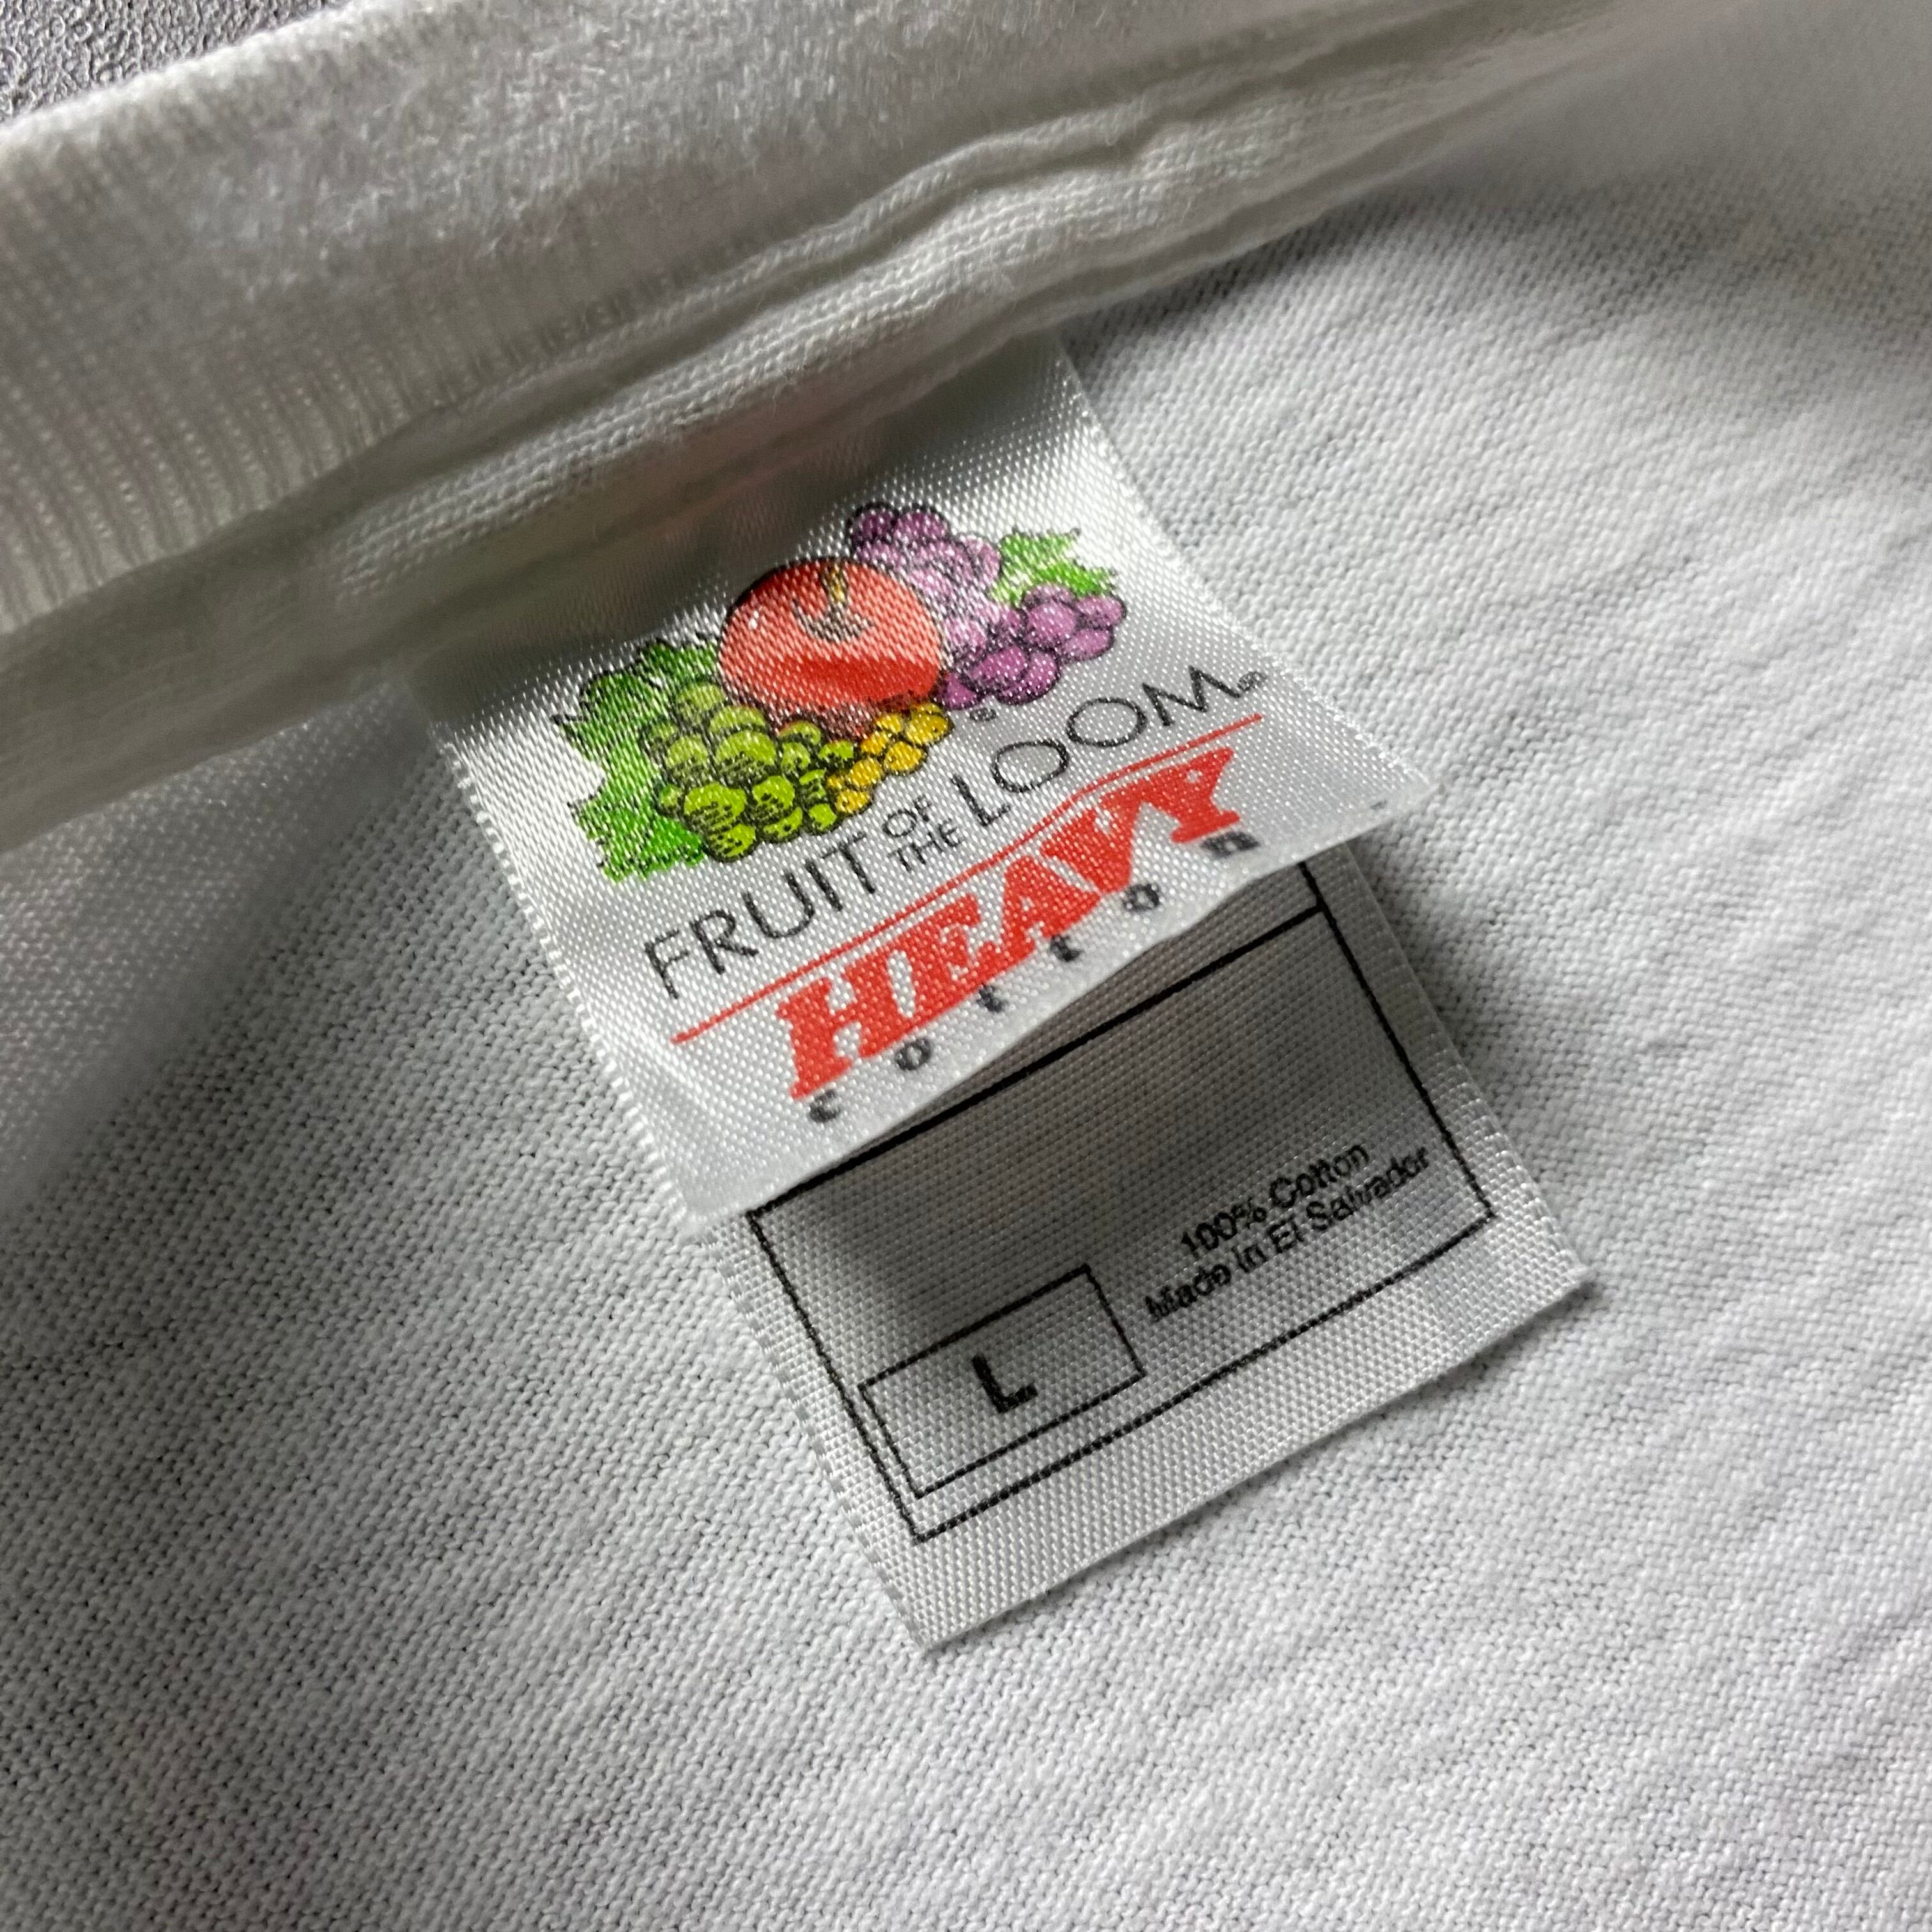 FRUIT OF THE LOOM®
HEAVY
cotton
100% Cotton
Made in El Salvador
L